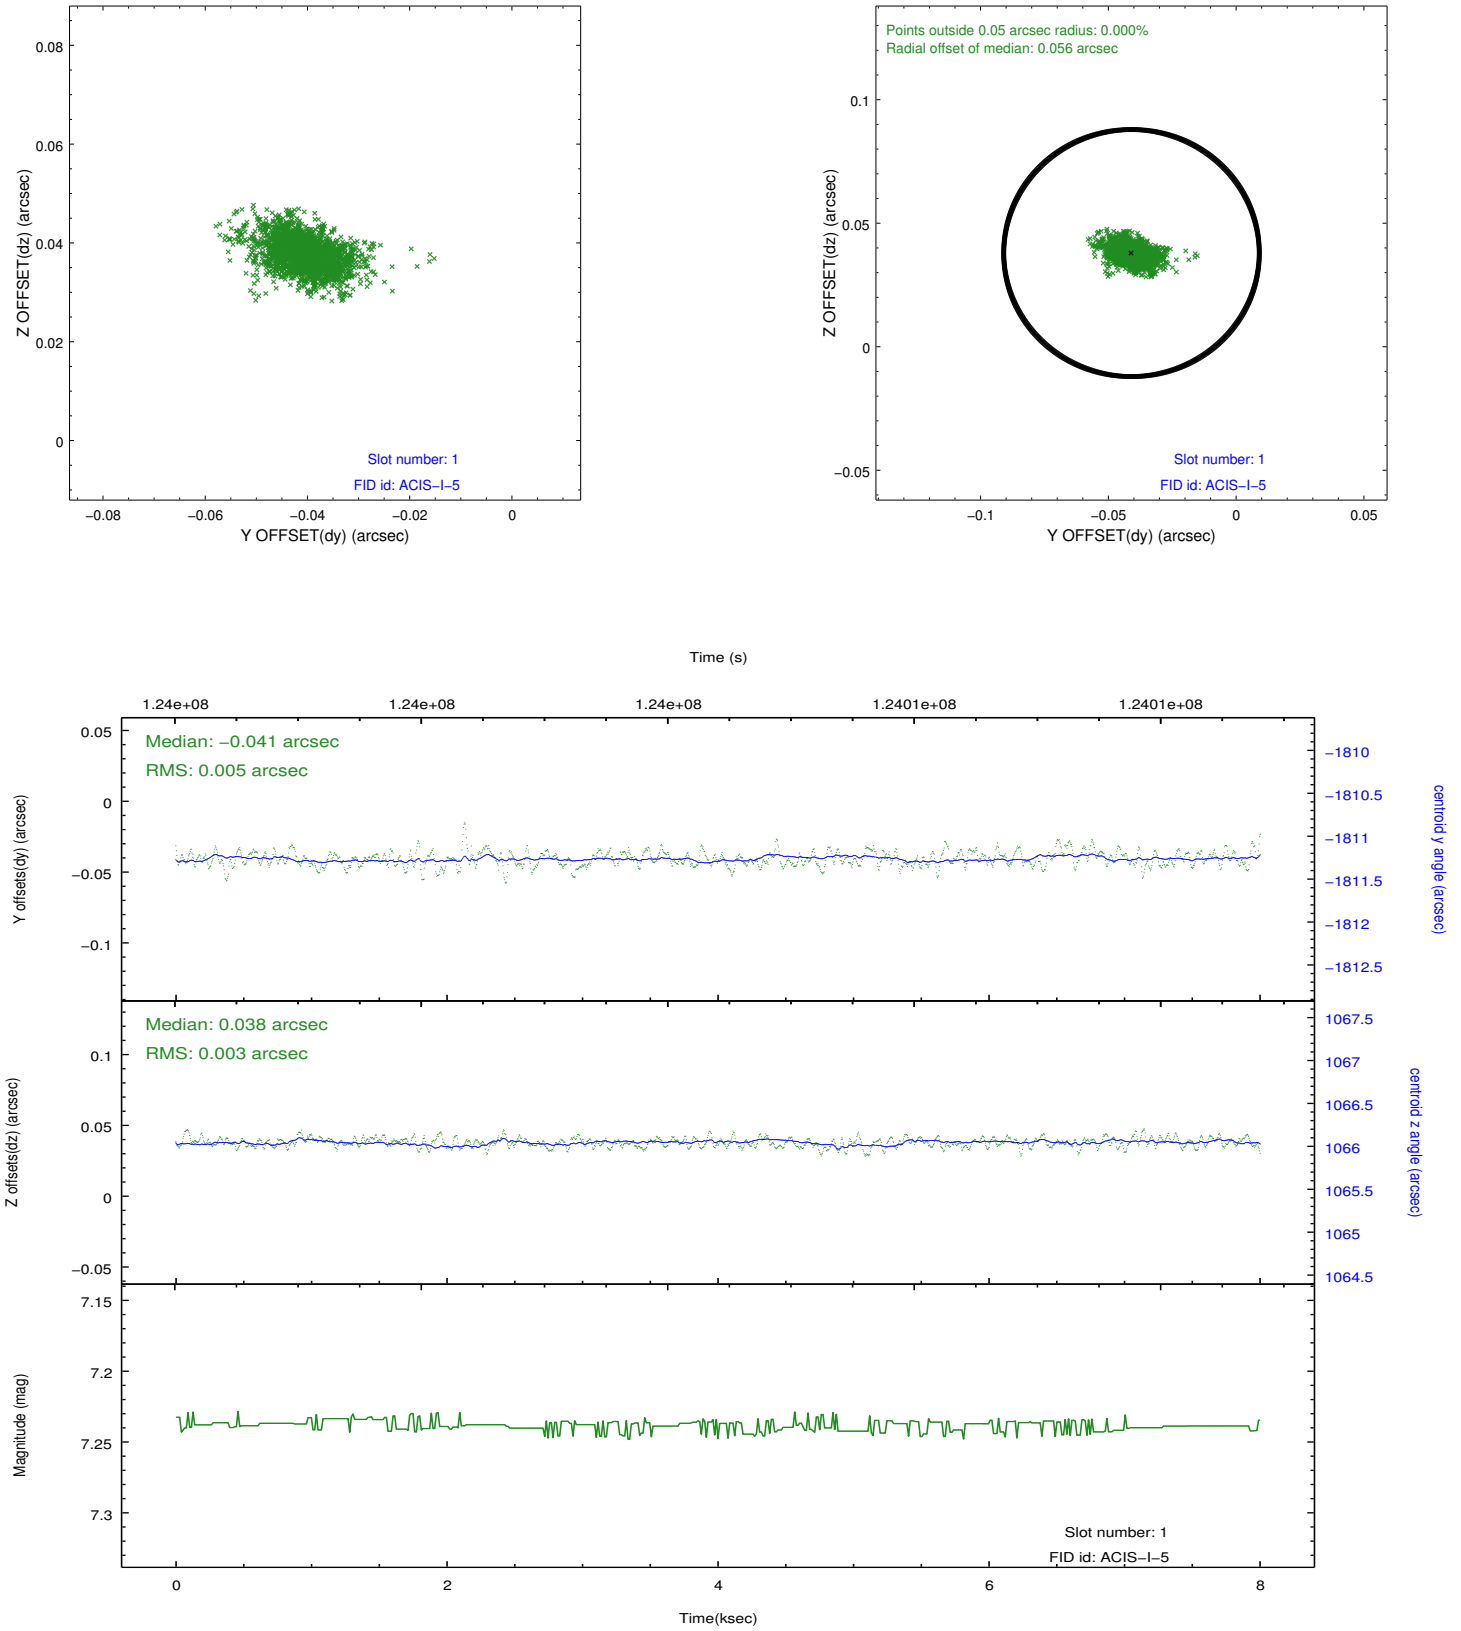 0.08
0.06
0.04
0.02
0
Z OFFSET(dz) (arcsec)
Slot number: 1
FID id: ACIS−I−5
−0.08
−0.06
−0.04
−0.02
0
Y OFFSET(dy) (arcsec)
Points outside 0.05 arcsec radius: 0.000%
Radial offset of median: 0.056 arcsec
0.1
0.05
0
−0.05
Z OFFSET(dz) (arcsec)
Slot number: 1
FID id: ACIS−I−5
−0.1
−0.05
0
0.05
Y OFFSET(dy) (arcsec)
Time (s)
1.24e+08
1.24e+08
1.24e+08
1.2401e+08
1.2401e+08
Median: −0.041 arcsec
RMS: 0.005 arcsec
0.05
0
−0.05
−0.1
Y offsets(dy) (arcsec)
−1810
−1810.5
−1811
−1811.5
−1812
−1812.5
centroid y angle (arcsec)
Median: 0.038 arcsec
RMS: 0.003 arcsec
0.1
0.05
0
−0.05
Z offsets(dz) (arcsec)
1067.5
1067
1066.5
1066
1065.5
1065
1064.5
centroid z angle (arcsec)
7.15
7.2
7.25
7.3
Magnitude (mag)
Slot number: 1
FID id: ACIS−I−5
0
2
4
6
8
Time(ksec)